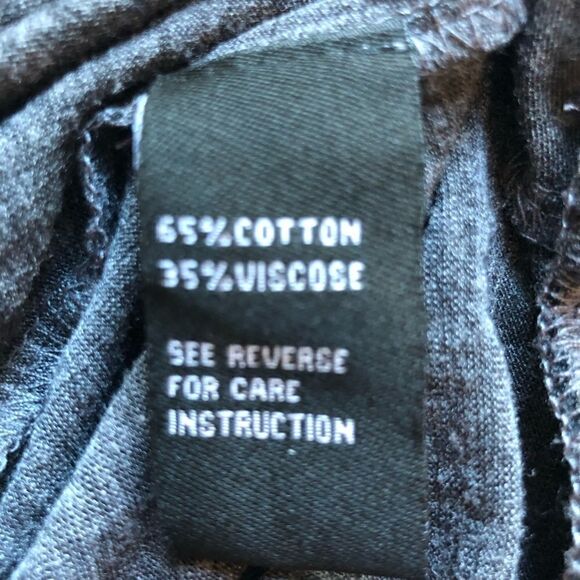 65% COTTON
35% VISCOSE
SEE REVERSE
FOR CARE
INSTRUCTION